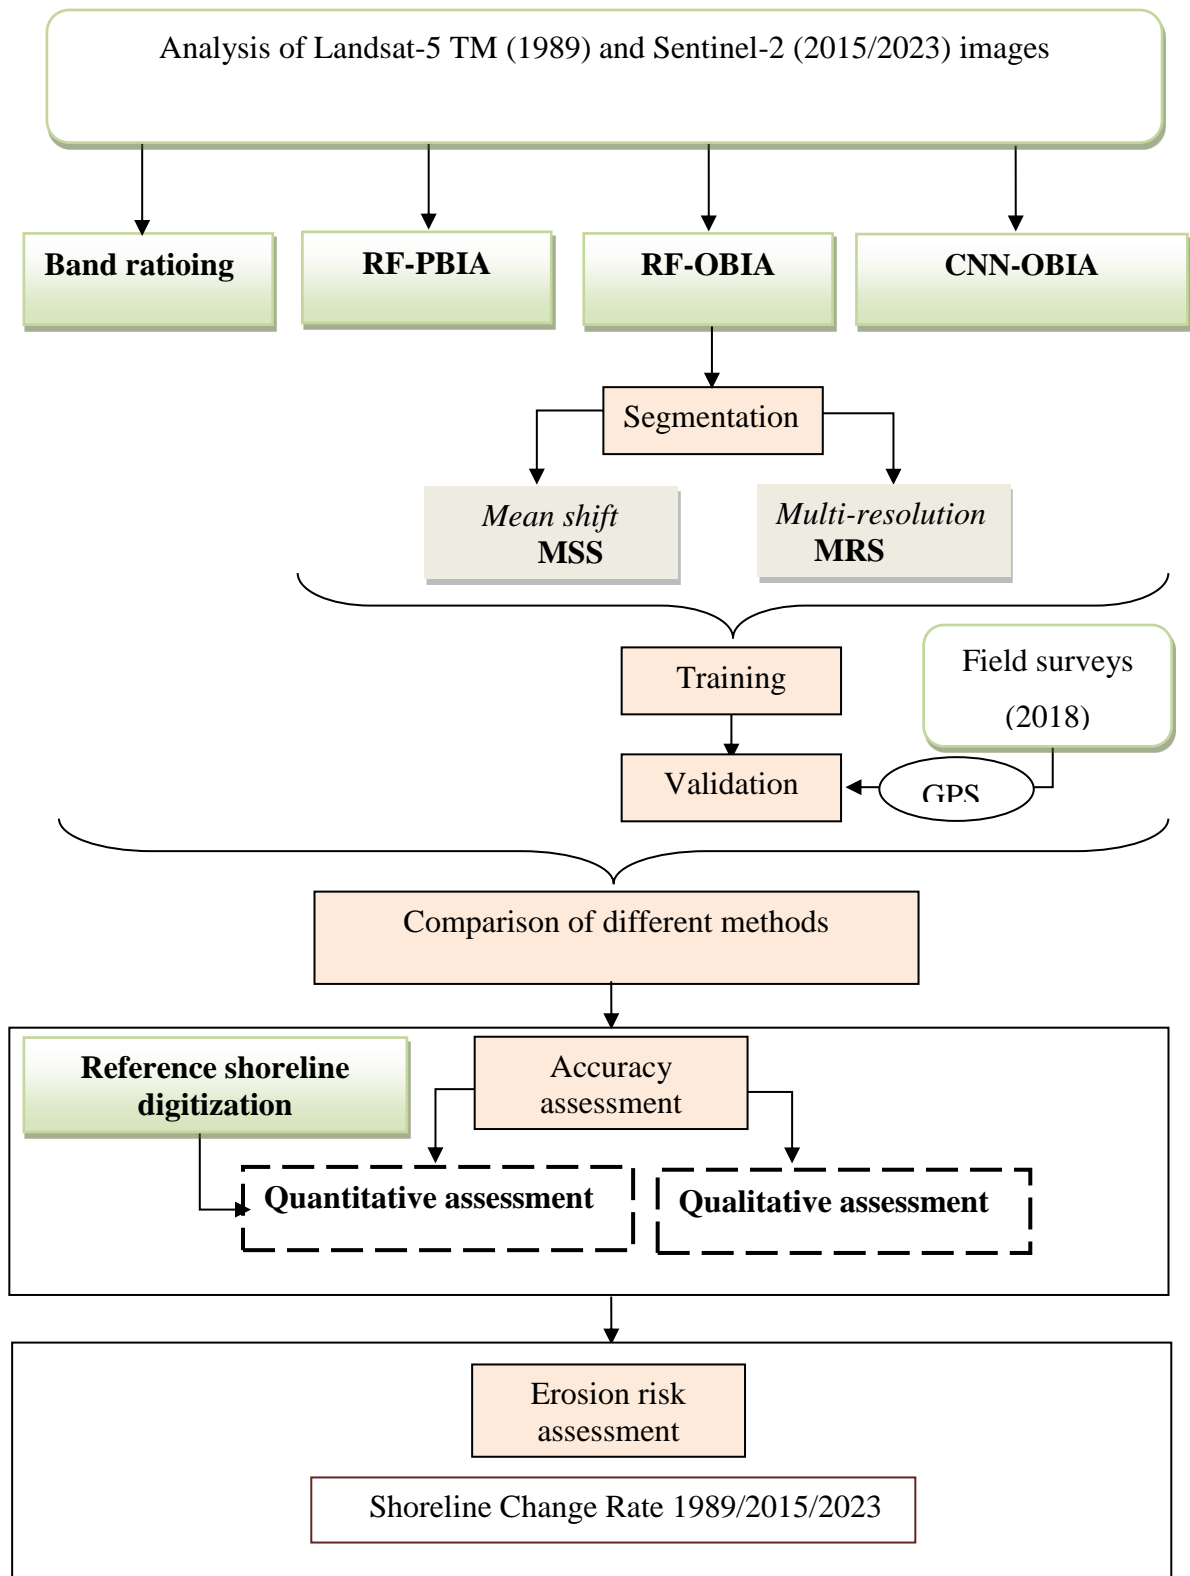 Analysis of Landsat-5 TM (1989) and Sentinel-2 (2015/2023) images
Band ratioing
RF-PBIA
RF-OBIA
CNN-OBIA
Segmentation
Mean shift
MSS
Multi-resolution
MRS
Training
Field surveys
(2018)
Validation
GPS
Comparison of different methods
Reference shoreline
digitization
Accuracy
assessment
Quantitative assessment
Qualitative assessment
Erosion risk
assessment
Shoreline Change Rate 1989/2015/2023